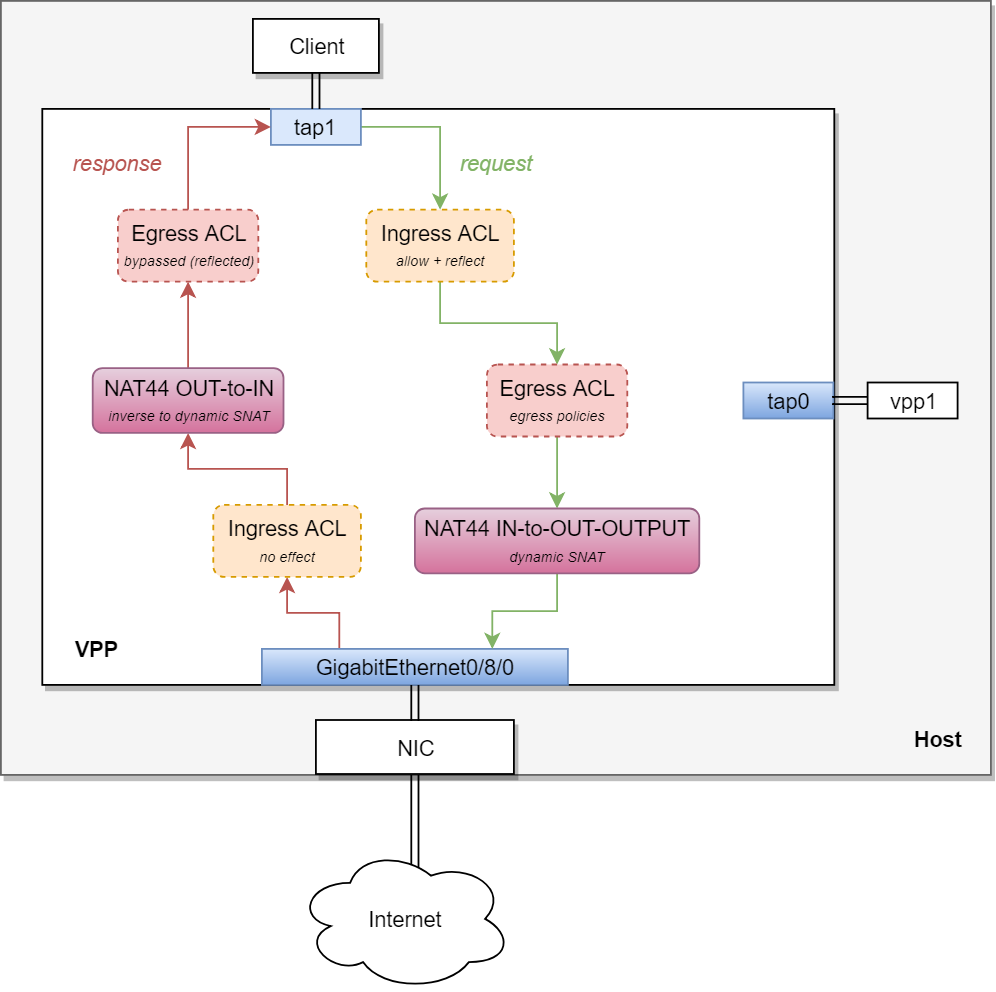 Client
tap1
response
request
Egress ACL
bypassed (reflected)
Ingress ACL
allow + reflect
NAT44 OUT-to-IN
inverse to dynamic SNAT
Egress ACL
egress policies
tap0
vpp1
Ingress ACL
no effect
NAT44 IN-to-OUT-OUTPUT
dynamic SNAT
VPP
GigabitEthernet0/8/0
NIC
Host
Internet